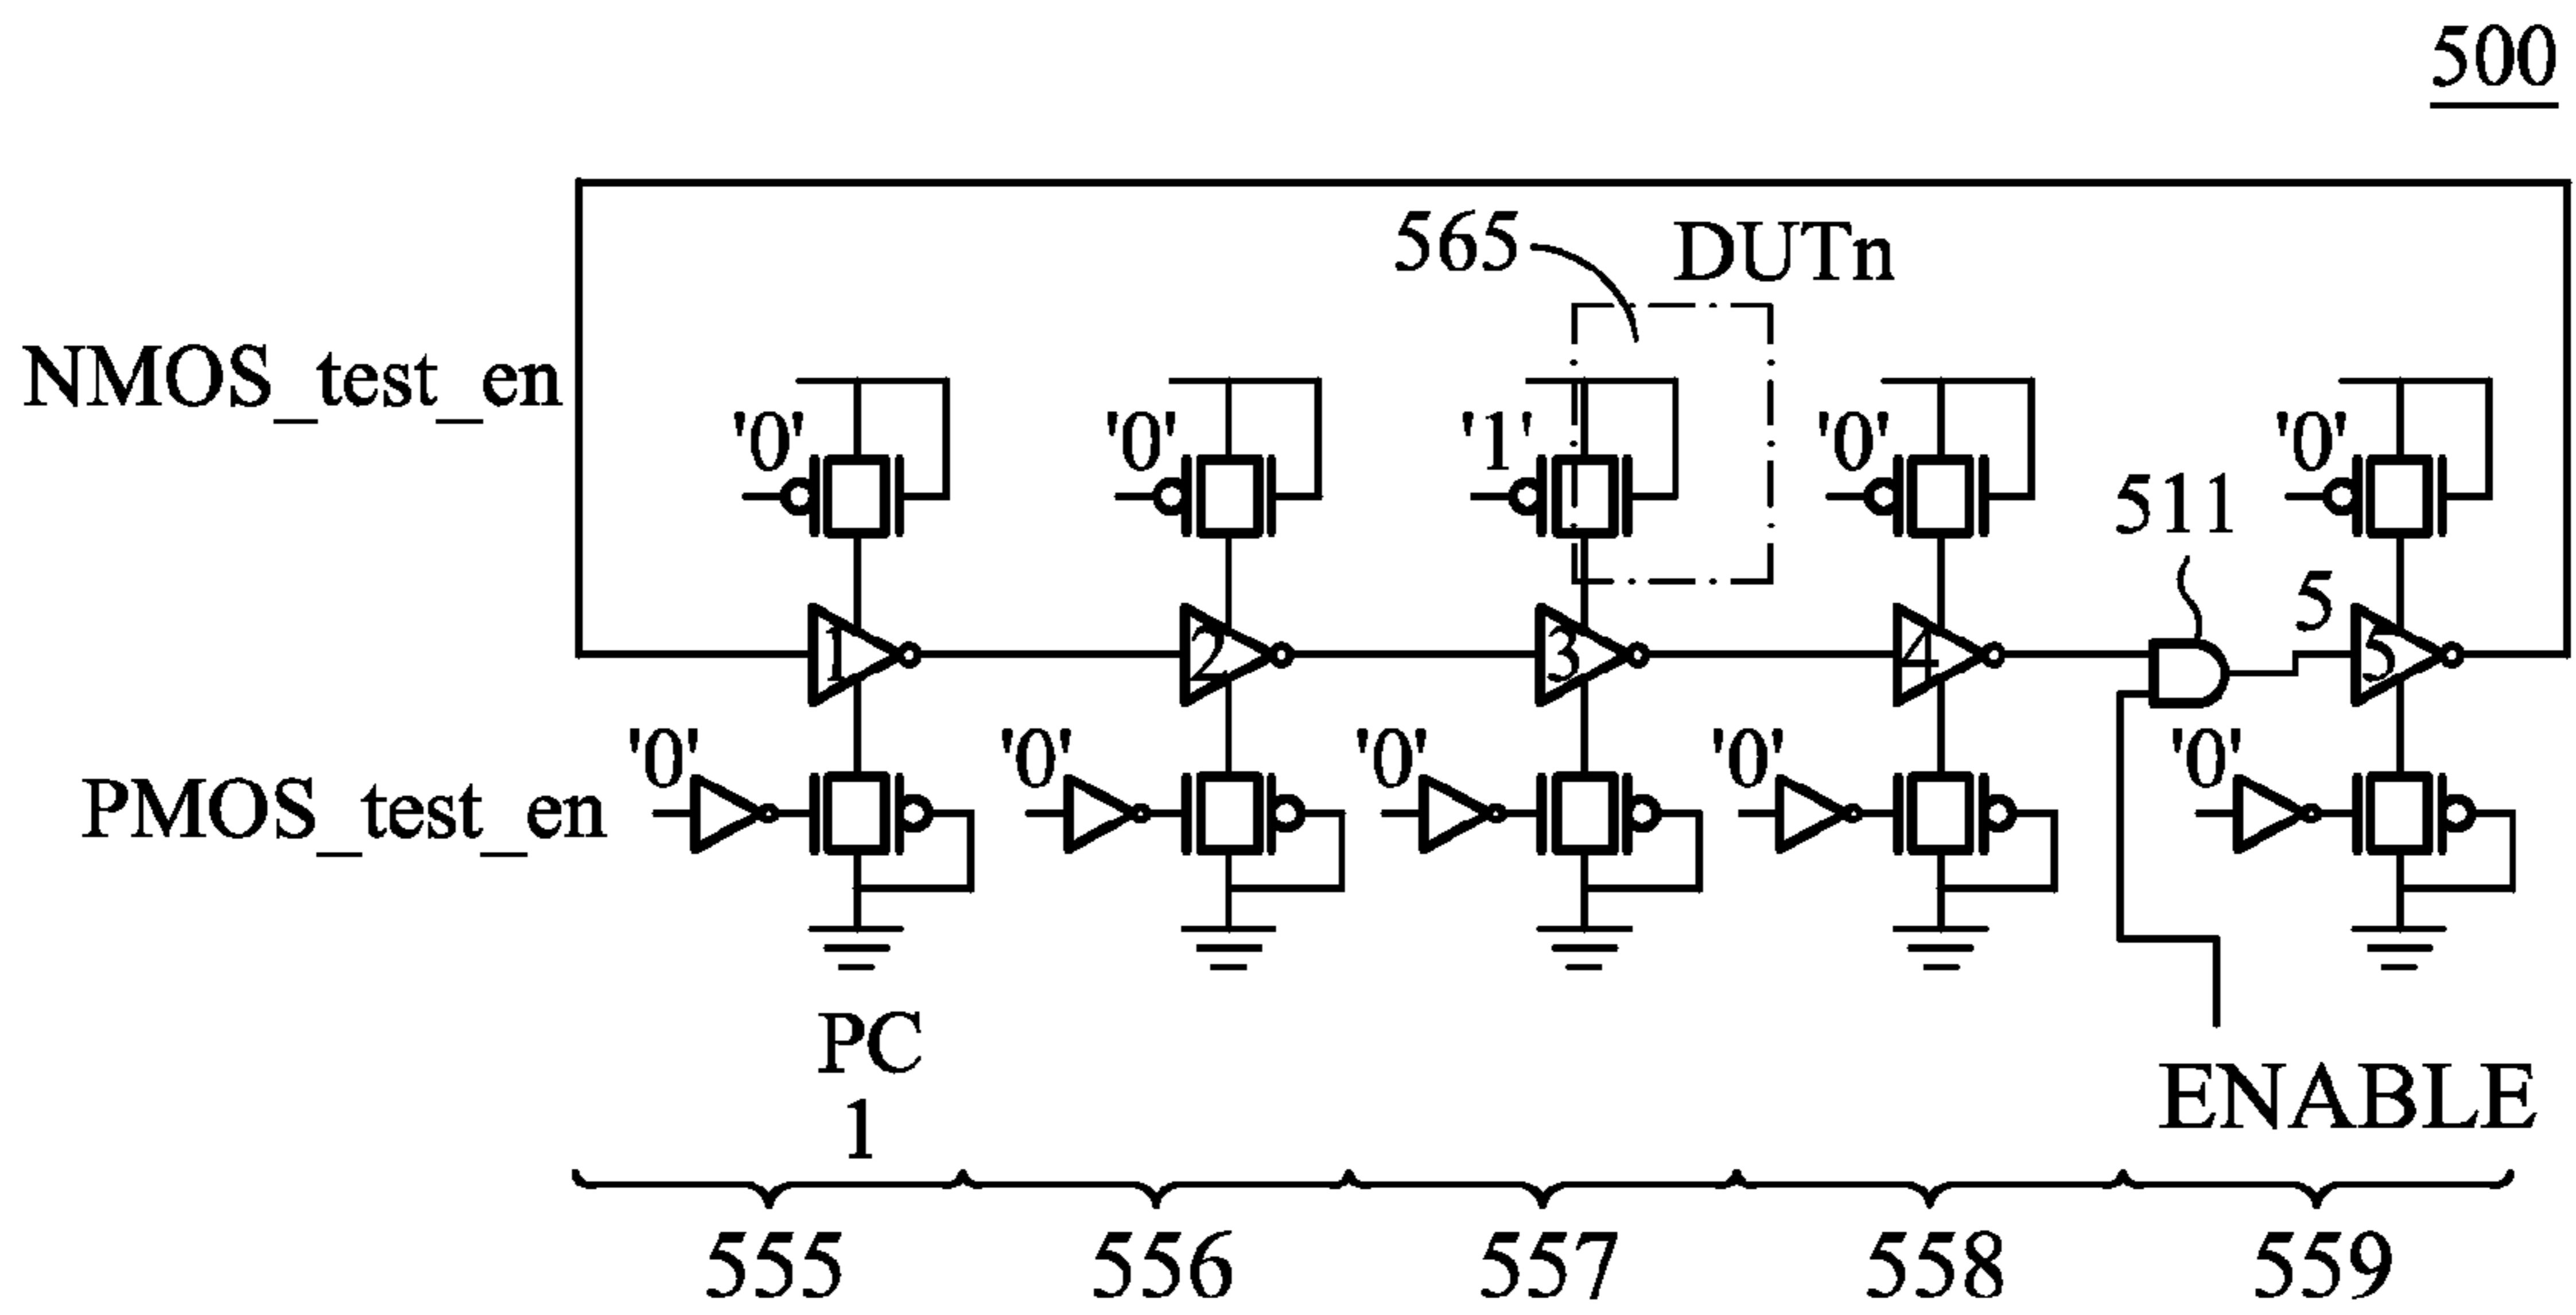 500
565 DUTn
NMOS_test_en
'0' '0' '1' '0' '0'
511
5
1 2 3 4 5
'0' '0' '0' '0' '0'
PMOS_test_en
PC
1
ENABLE
555 556 557 558 559